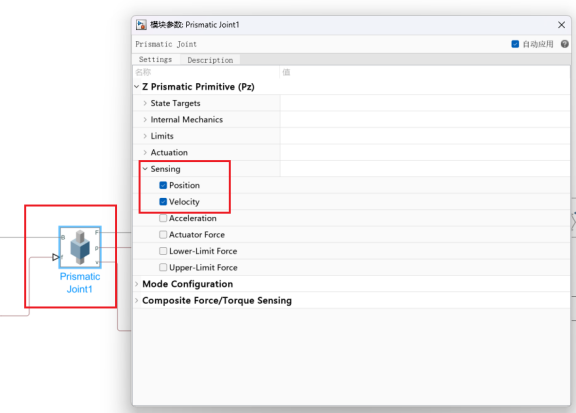 模块参数: Prismatic Joint1
Prismatic Joint
自动应用
Settings Description
名称 值
Z Prismatic Primitive (Pz)
State Targets
Internal Mechanics
Limits
Actuation
Sensing
Position
Velocity
Acceleration
Actuator Force
Lower-Limit Force
Upper-Limit Force
Mode Configuration
Composite Force/Torque Sensing
B F
f p
v
Prismatic
Joint1